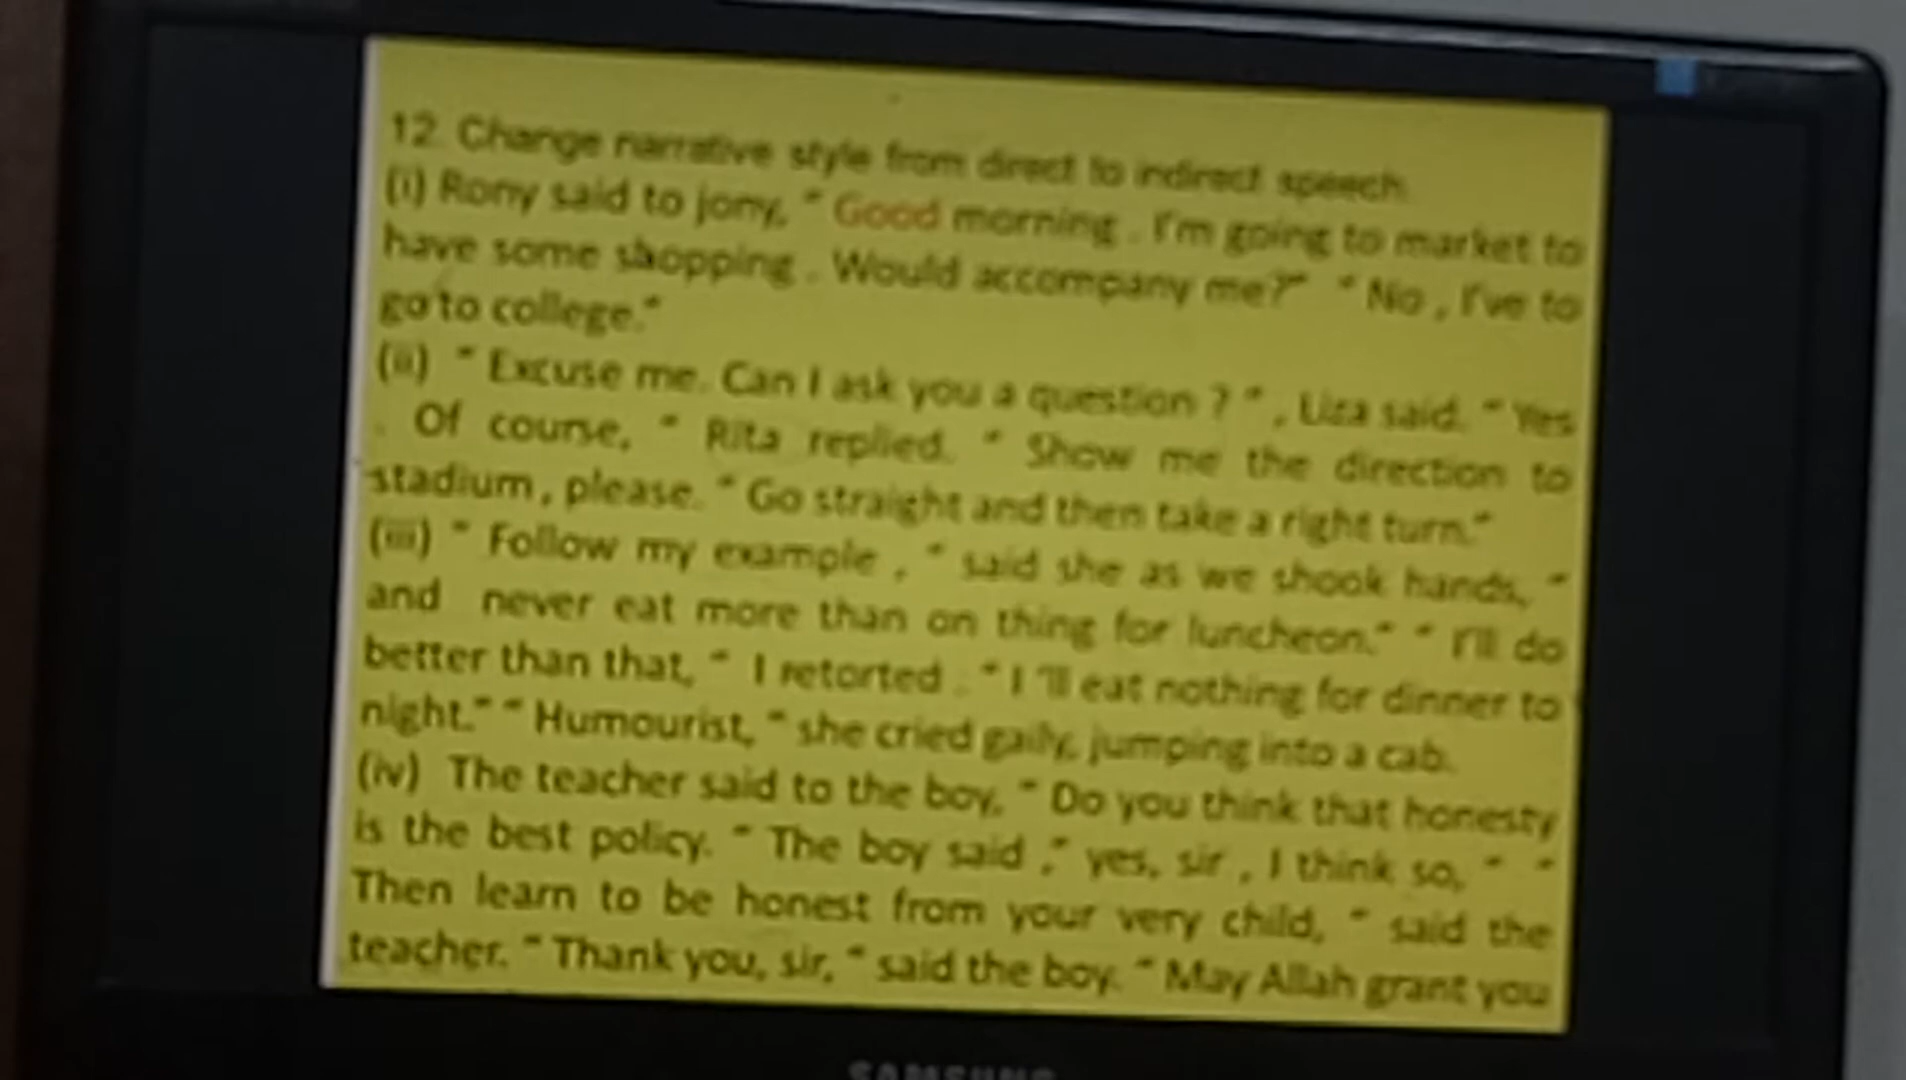 12. Change narrative style from direct to indirect speech.
(i) Rony said to jony, " Good morning . I'm going to market to
have some shopping . Would accompany me?" " No , I've to
go to college."
(ii) " Excuse me. Can I ask you a question ? " , Liza said. " Yes
. Of course, " Rita replied. " Show me the direction to
stadium , please. " Go straight and then take a right turn."
(iii) " Follow my example , " said she as we shook hands, "
and never eat more than on thing for luncheon." " I'll do
better than that, " I retorted . " I 'll eat nothing for dinner to
night." " Humourist, " she cried gaily, jumping into a cab.
(iv) The teacher said to the boy, " Do you think that honesty
is the best policy. " The boy said ," yes, sir , I think so, " "
Then learn to be honest from your very child, " said the
teacher. " Thank you, sir, " said the boy. " May Allah grant you
SAMSUNG